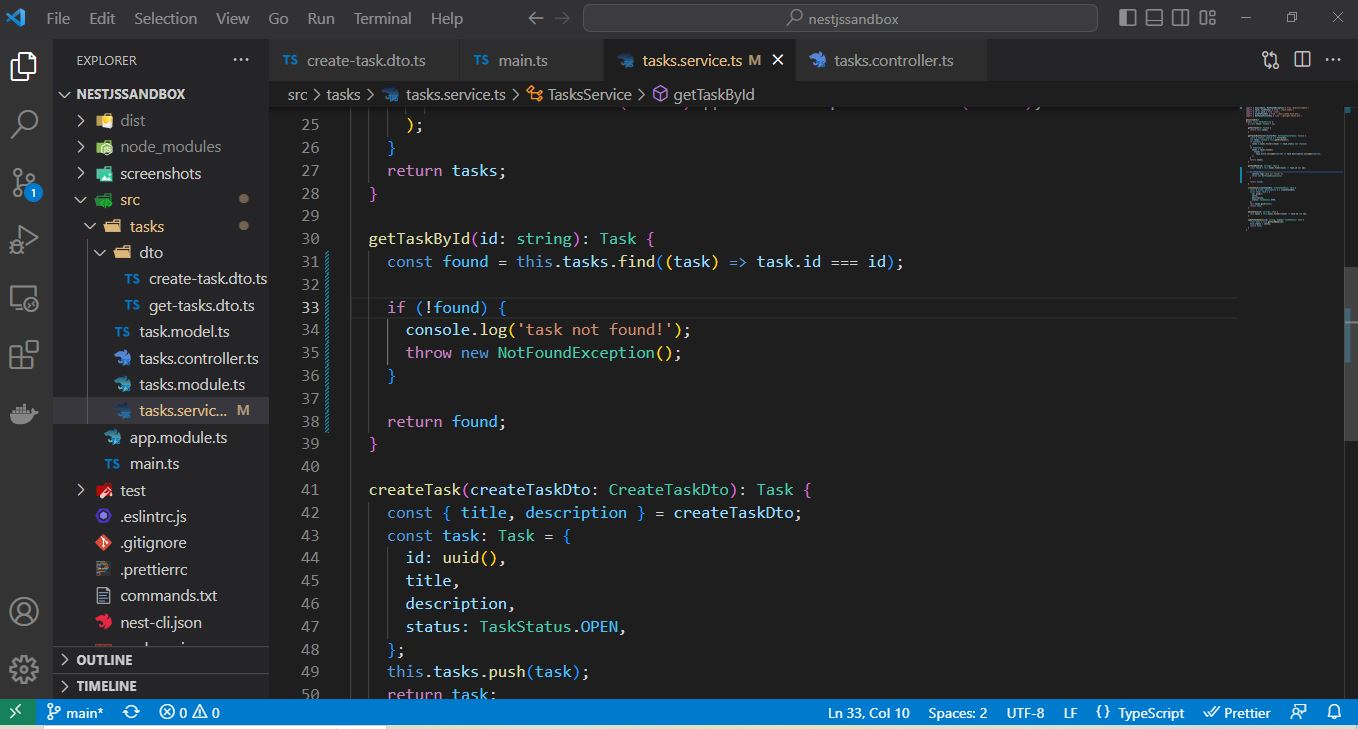 File Edit Selection View Go Run Terminal Help
nestjssandbox
EXPLORER
NESTJSSANDBOX
dist
node_modules
screenshots
src
tasks
dto
TS create-task.dto.ts
TS get-tasks.dto.ts
TS task.model.ts
tasks.controller.ts
tasks.module.ts
tasks.servic... M
app.module.ts
TS main.ts
test
.eslintrc.js
.gitignore
.prettierrc
commands.txt
nest-cli.json
OUTLINE
TIMELINE
1
TS create-task.dto.ts TS main.ts tasks.service.ts M tasks.controller.ts
src > tasks > tasks.service.ts > TasksService > getTaskById
25 );
26 }
27 return tasks;
28 }
29
30 getTaskById(id: string): Task {
31 const found = this.tasks.find((task) => task.id === id);
32
33 if (!found) {
34 console.log('task not found!');
35 throw new NotFoundException();
36 }
37
38 return found;
39 }
40
41 createTask(createTaskDto: CreateTaskDto): Task {
42 const { title, description } = createTaskDto;
43 const task: Task = {
44 id: uuid(),
45 title,
46 description,
47 status: TaskStatus.OPEN,
48 };
49 this.tasks.push(task);
50 return task;
main* 0 0 Ln 33, Col 10 Spaces: 2 UTF-8 LF {} TypeScript Prettier